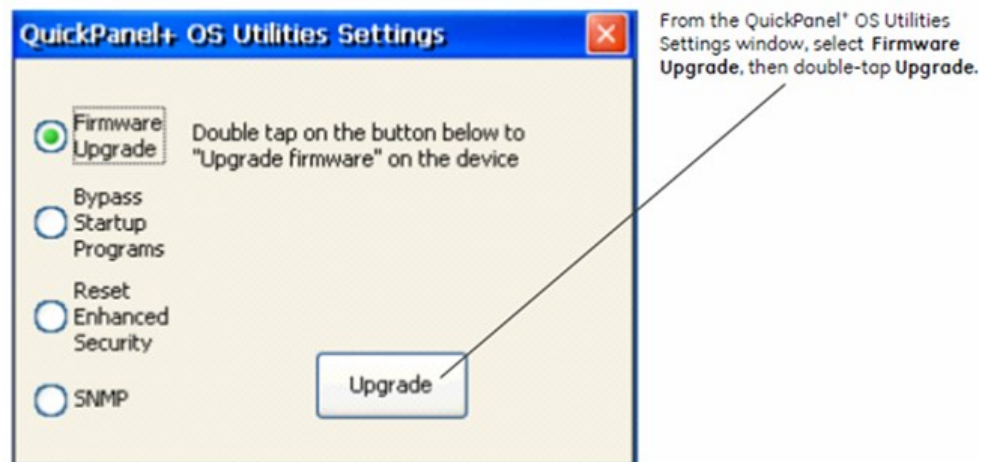 QuickPanel+ OS Utilities Settings
From the QuickPanel+ OS Utilities
Settings window, select Firmware
Upgrade, then double-tap Upgrade.
Firmware
Upgrade
Double tap on the button below to
"Upgrade firmware" on the device
Bypass
Startup
Programs
Reset
Enhanced
Security
SNMP
Upgrade